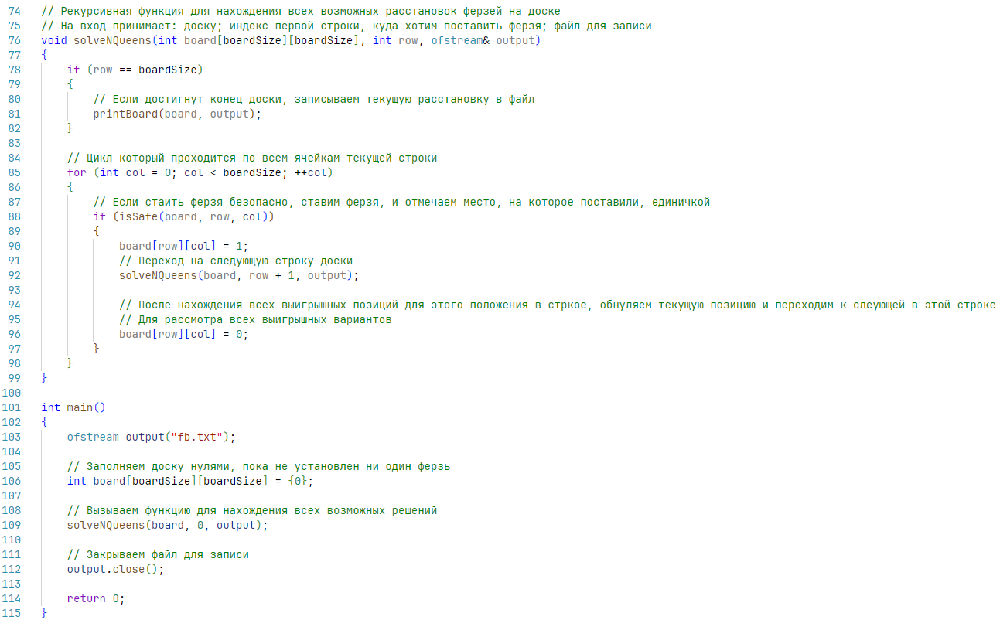 74 // Рекурсивная функция для нахождения всех возможных расстановок ферзей на доске
75 // На вход принимает: доску; индекс первой строки, куда хотим поставить ферзя; файл для записи
76 void solveNQueens(int board[boardSize][boardSize], int row, ofstream& output)
77 {
78     if (row == boardSize)
79     {
80         // Если достигнут конец доски, записываем текущую расстановку в файл
81         printBoard(board, output);
82     }
83
84     // Цикл который проходится по всем ячейкам текущей строки
85     for (int col = 0; col < boardSize; ++col)
86     {
87         // Если стаить ферзя безопасно, ставим ферзя, и отмечаем место, на которое поставили, единичкой
88         if (isSafe(board, row, col))
89         {
90             board[row][col] = 1;
91             // Переход на следующую строку доски
92             solveNQueens(board, row + 1, output);
93
94             // После нахождения всех выигрышных позиций для этого положения в стркое, обнуляем текущую позицию и переходим к слеующей в этой строке
95             // Для рассмотра всех выигрышных вариантов
96             board[row][col] = 0;
97         }
98     }
99 }
100
101 int main()
102 {
103     ofstream output("fb.txt");
104
105     // Заполняем доску нулями, пока не установлен ни один ферзь
106     int board[boardSize][boardSize] = {0};
107
108     // Вызываем функцию для нахождения всех возможных решений
109     solveNQueens(board, 0, output);
110
111     // Закрываем файл для записи
112     output.close();
113
114     return 0;
115 }